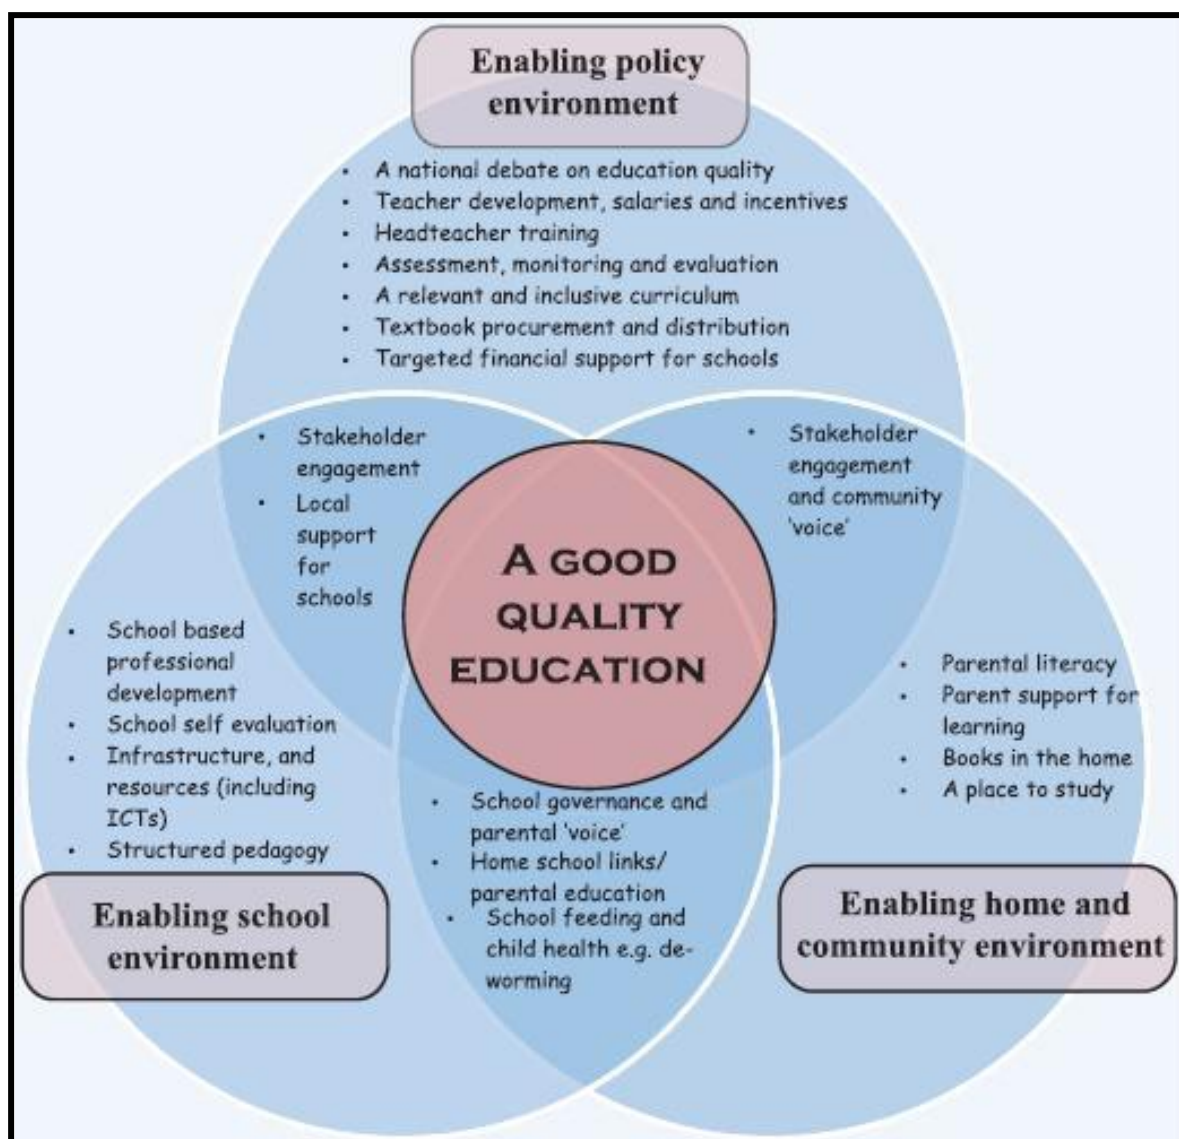 Enabling policy
environment
• A national debate on education quality
• Teacher development, salaries and incentives
• Headteacher training
• Assessment, monitoring and evaluation
• A relevant and inclusive curriculum
• Textbook procurement and distribution
• Targeted financial support for schools
• Stakeholder
engagement
• Local
support
for
schools
• Stakeholder
engagement
and community
'voice'
A GOOD
QUALITY
EDUCATION
• School based
professional
development
• School self evaluation
• Infrastructure, and
resources (including
ICTs)
• Structured pedagogy
• Parental literacy
• Parent support for
learning
• Books in the home
• A place to study
• School governance and
parental 'voice'
• Home school links/
parental education
• School feeding and
child health e.g. de-
worming
Enabling school
environment
Enabling home and
community environment